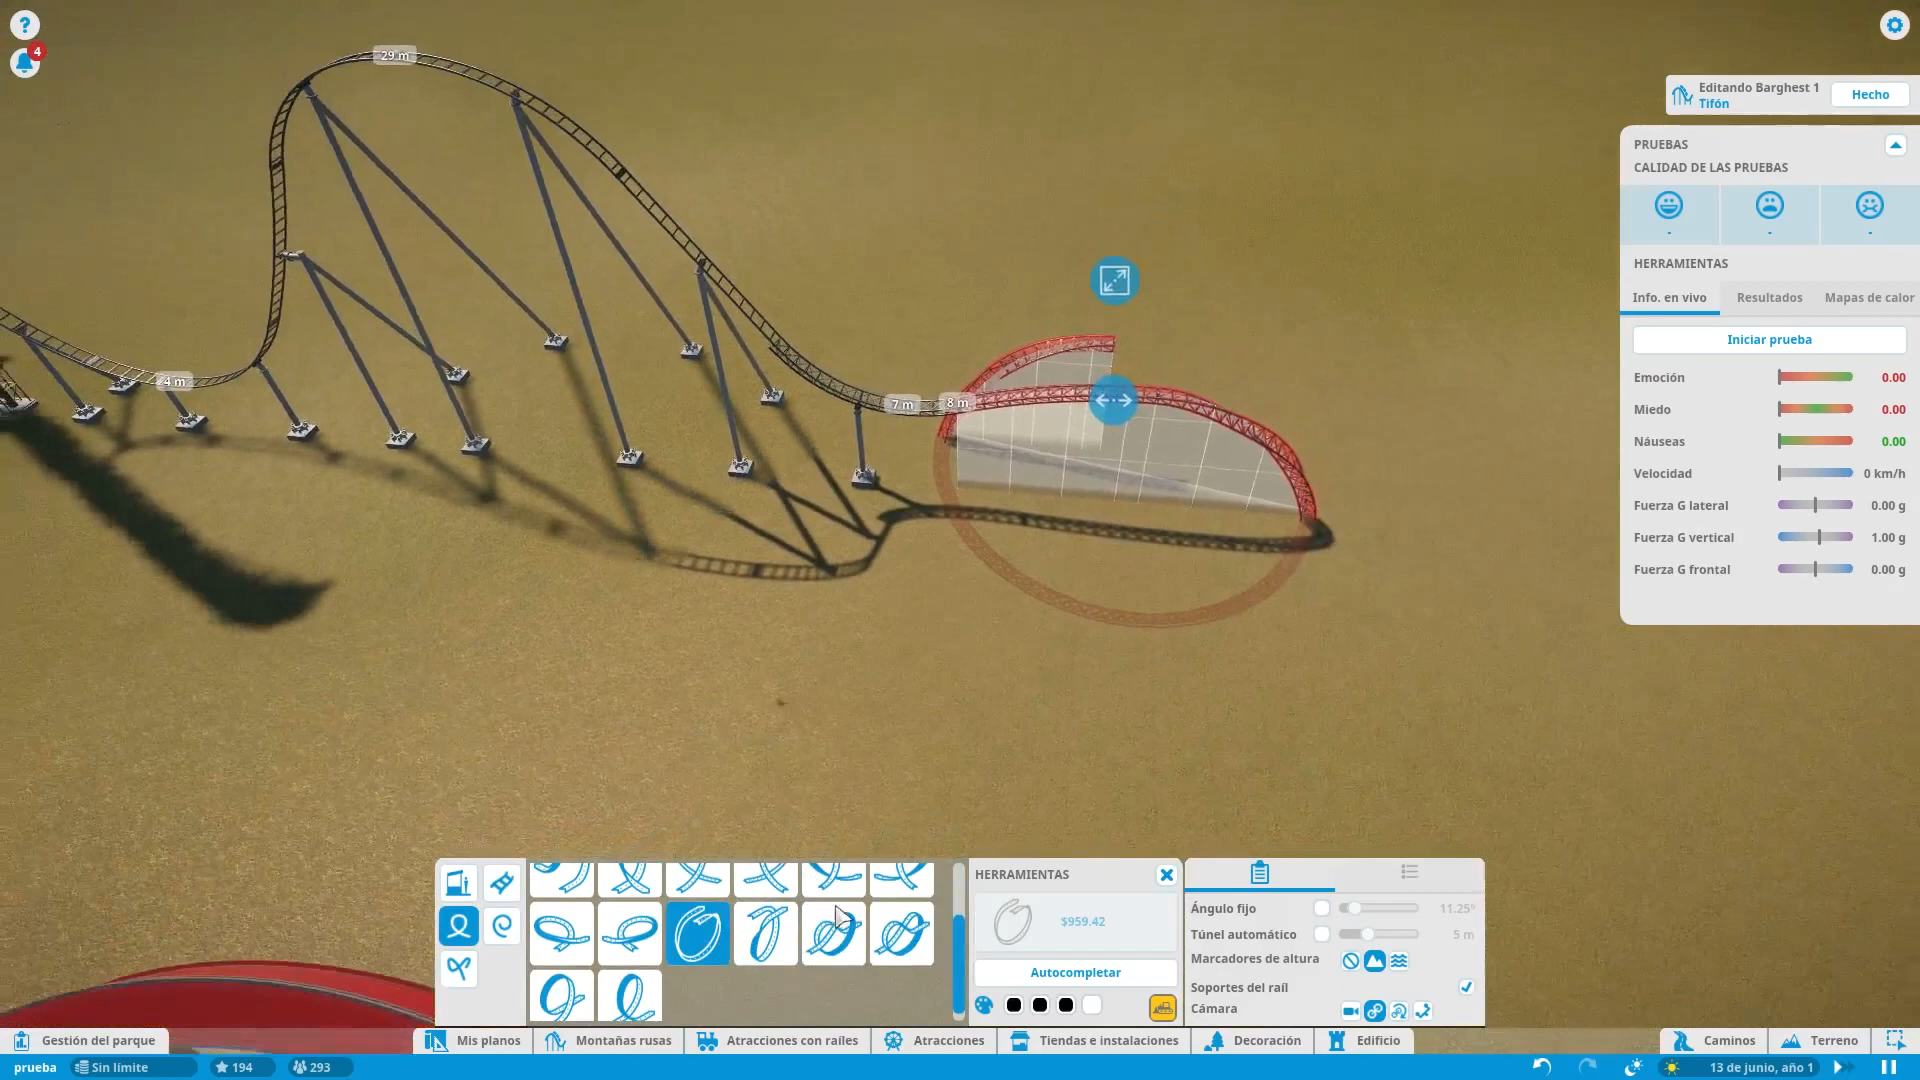 ?
4
29 m
4 m
7 m
8 m
Editando Barghest 1
Tifón
Hecho
PRUEBAS
CALIDAD DE LAS PRUEBAS
- - -
HERRAMIENTAS
Info. en vivo Resultados Mapas de calor
Iniciar prueba
Emoción 0.00
Miedo 0.00
Náuseas 0.00
Velocidad 0 km/h
Fuerza G lateral 0.00 g
Fuerza G vertical 1.00 g
Fuerza G frontal 0.00 g
HERRAMIENTAS
$959.42
Autocompletar
Ángulo fijo 11.25°
Túnel automático 5 m
Marcadores de altura
Soportes del raíl
Cámara
Gestión del parque Mis planos Montañas rusas Atracciones con raíles Atracciones Tiendas e instalaciones Decoración Edificio Caminos Terreno
prueba Sin límite 194 293 13 de junio, año 1